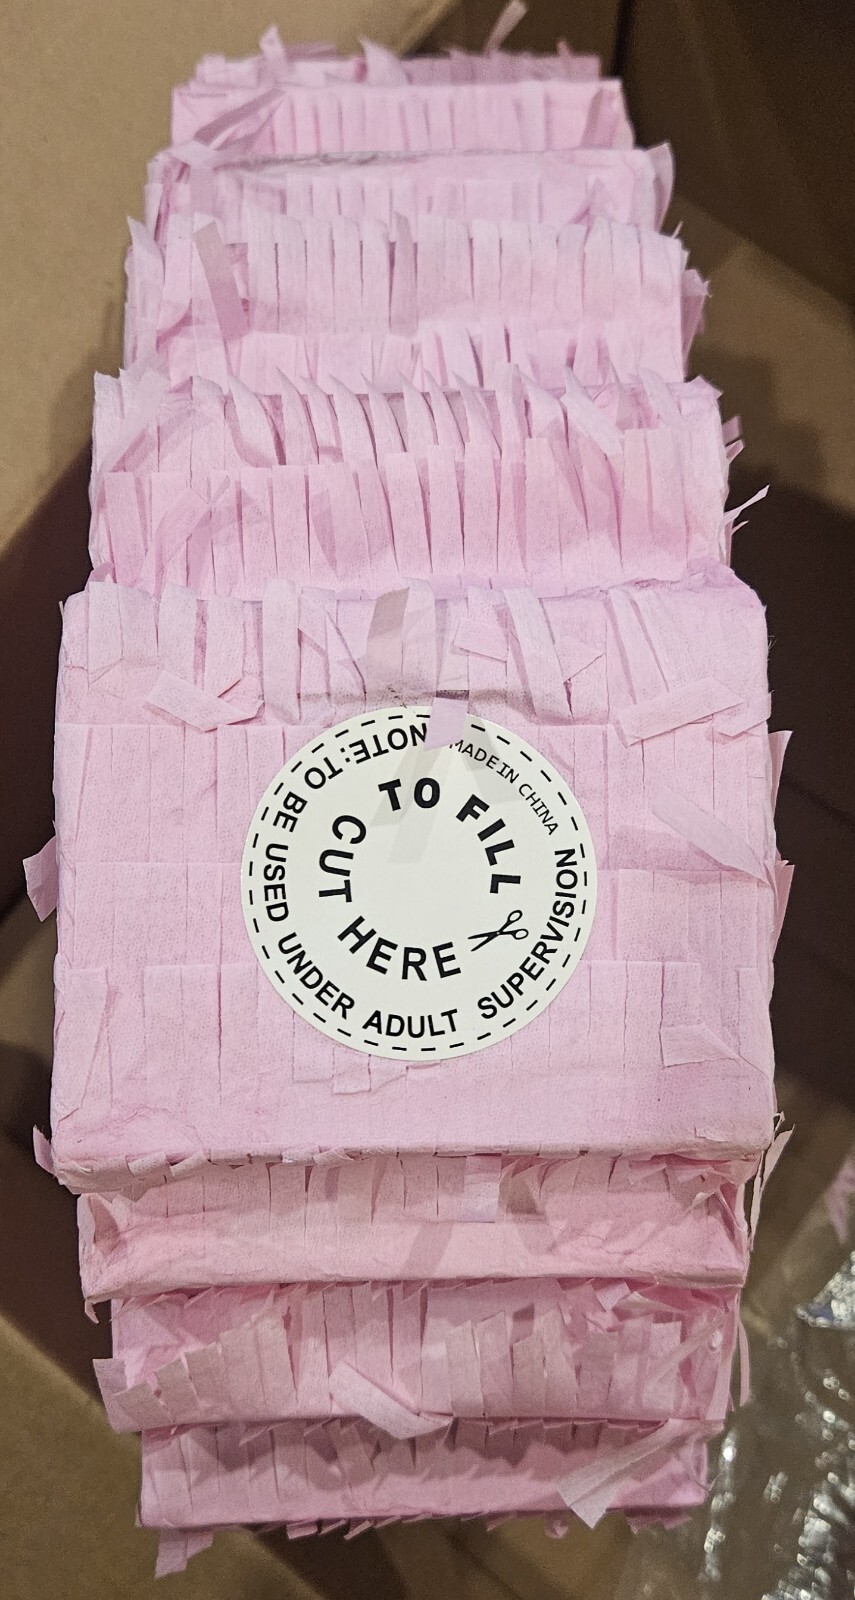 NOTE: TO BE USED UNDER ADULT SUPERVISION
MADE IN CHINA
CUT HERE
TO FILL